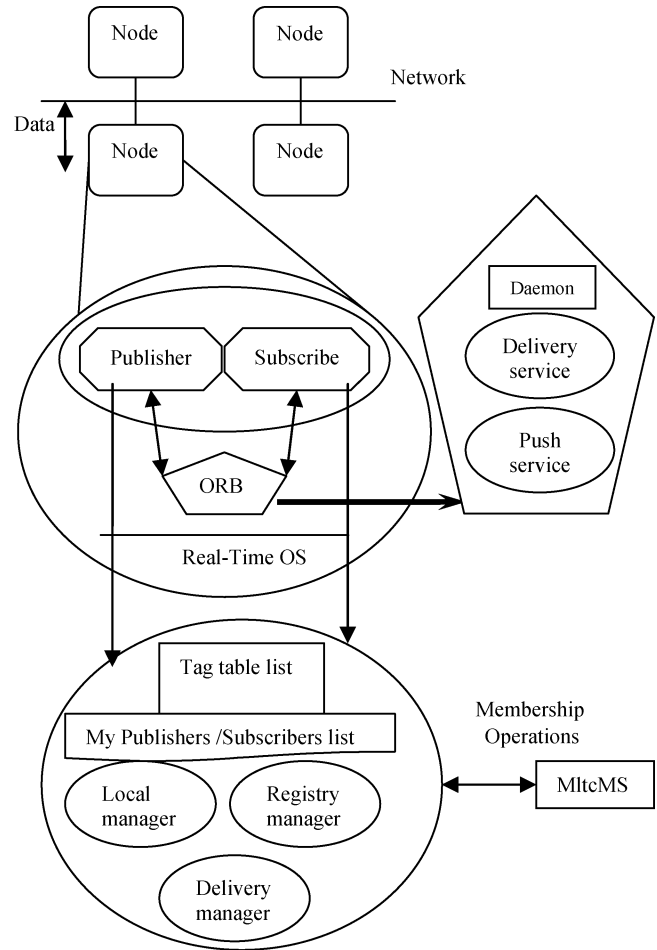 Node
Node
Network
Data
Node
Node
Daemon
Publisher
Subscribe
Delivery
service
Push
service
ORB
Real-Time OS
Tag table list
My Publishers /Subscribers list
Membership
Operations
Local
manager
Registry
manager
MltcMS
Delivery
manager